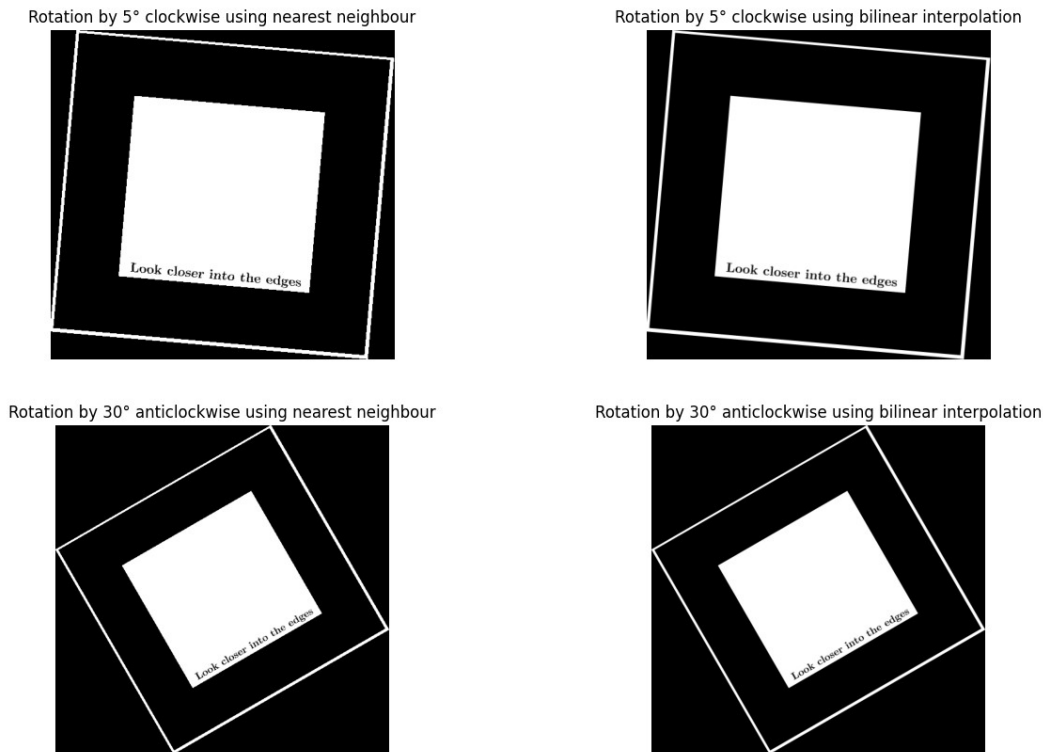 Rotation by 5° clockwise using nearest neighbour
Rotation by 5° clockwise using bilinear interpolation
Look closer into the edges
Look closer into the edges
Rotation by 30° anticlockwise using nearest neighbour
Rotation by 30° anticlockwise using bilinear interpolation
Look closer into the edges
Look closer into the edges